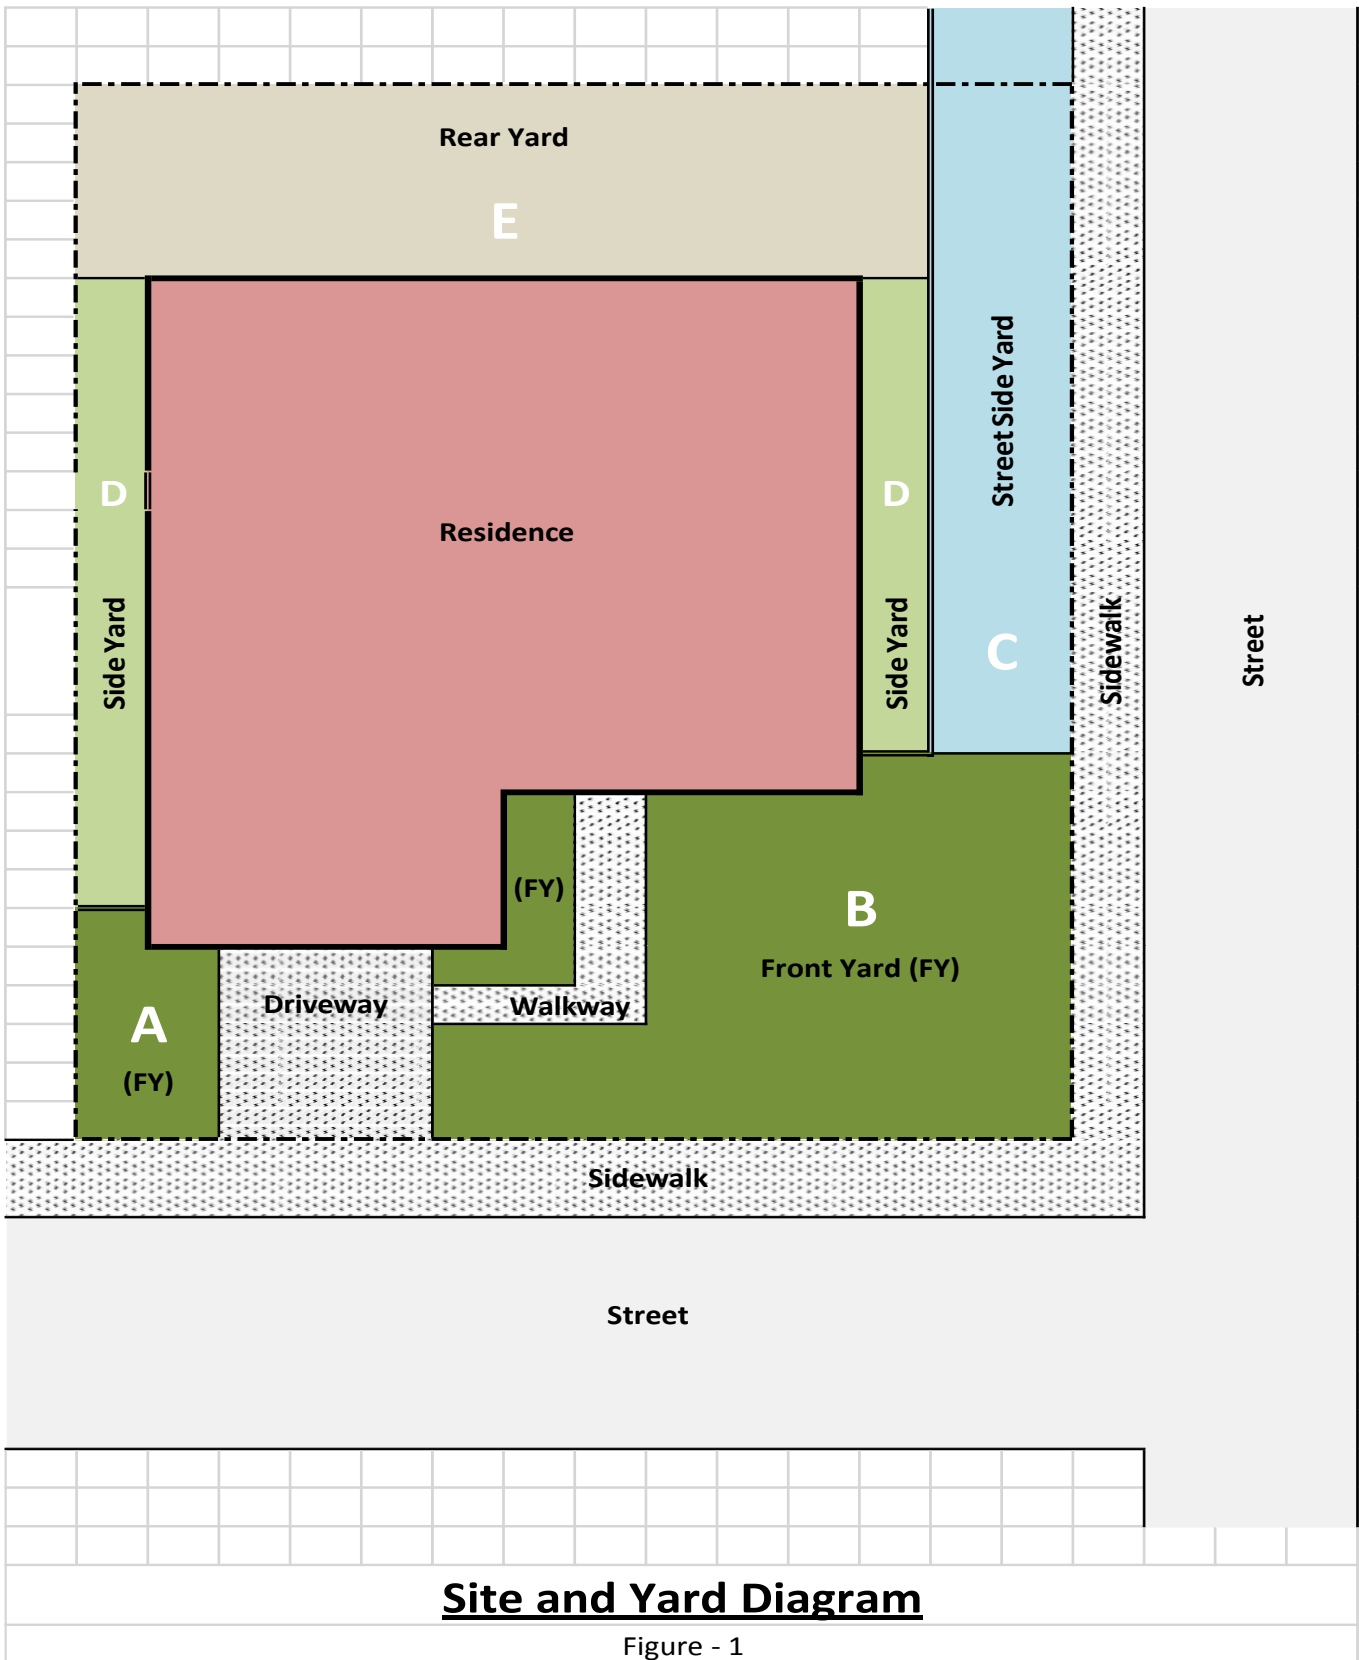 Rear Yard
E
Street Side Yard
D
D
Residence
Side Yard
Side Yard
C
Sidewalk
Street
(FY)
B
Front Yard (FY)
Driveway
Walkway
A
(FY)
Sidewalk
Street
Site and Yard Diagram
Figure - 1